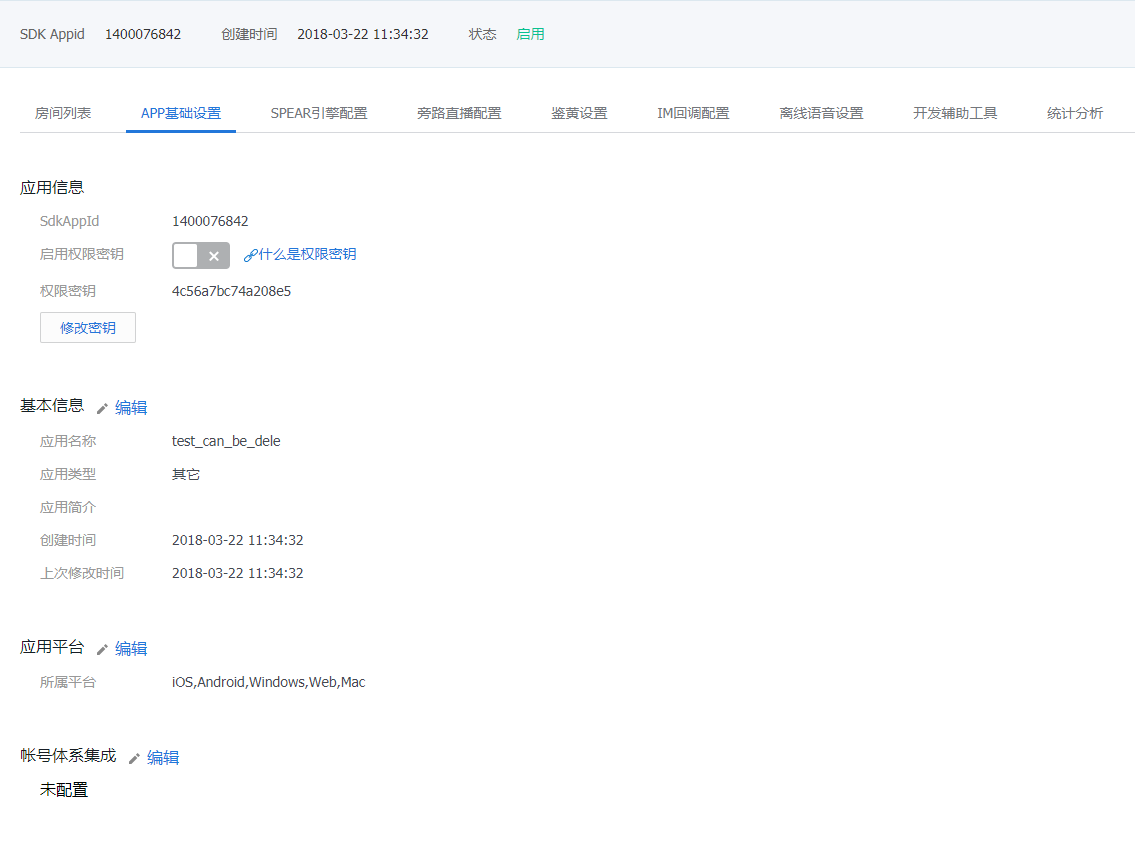 SDK Appid 1400076842 创建时间 2018-03-22 11:34:32 状态 启用
房间列表 APP基础设置 SPEAR引擎配置 旁路直播配置 鉴黄设置 IM回调配置 离线语音设置 开发辅助工具 统计分析
应用信息
SdkAppId 1400076842
启用权限密钥 什么是权限密钥
权限密钥 4c56a7bc74a208e5
修改密钥
基本信息 编辑
应用名称 test_can_be_dele
应用类型 其它
应用简介
创建时间 2018-03-22 11:34:32
上次修改时间 2018-03-22 11:34:32
应用平台 编辑
所属平台 iOS,Android,Windows,Web,Mac
帐号体系集成 编辑
未配置